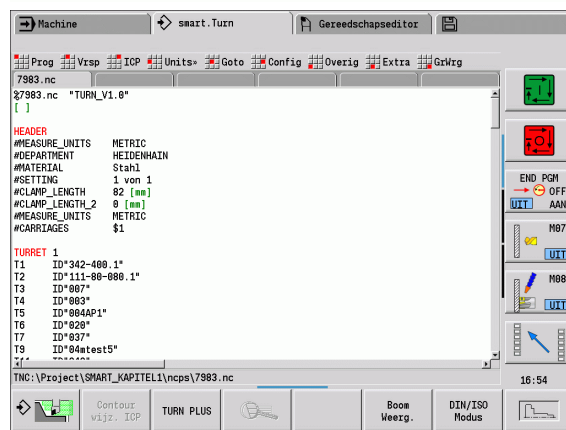 Machine
smart.Turn
Gereedschapseditor
Prog Vrsp ICP Units» Goto Config Overig Extra GrWrg
7983.nc
%7983.nc "TURN_V1.0"
[ ]
HEADER
#MEASURE_UNITS METRIC
#DEPARTMENT HEIDENHAIN
#MATERIAL Stahl
#SETTING 1 von 1
#CLAMP_LENGTH 82 [mm]
#CLAMP_LENGTH_2 0 [mm]
#MEASURE_UNITS METRIC
#CARRIAGES $1
TURRET 1
T1 ID"342-400.1"
T2 ID"111-80-080.1"
T3 ID"007"
T4 ID"003"
T5 ID"004AP1"
T6 ID"020"
T7 ID"037"
T9 ID"04mtest5"
TNC:\Project\SMART_KAPITEL1\ncps\7983.nc
END PGM
OFF
UIT AAN
M07
UIT
M08
UIT
16:54
Contour
wijz. ICP
TURN PLUS
Boom
Weerg.
DIN/ISO
Modus